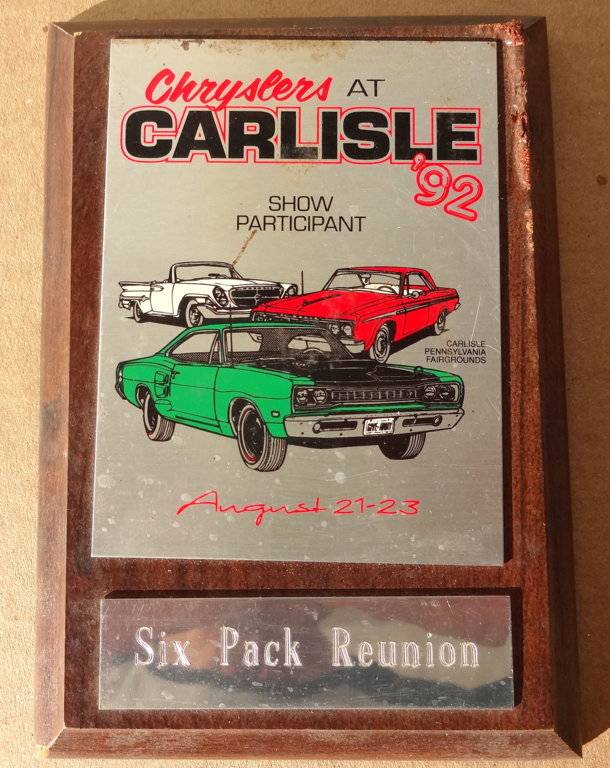 Chryslers AT
CARLISLE
'92
SHOW
PARTICIPANT
CARLISLE
PENNSYLVANIA
FAIRGROUNDS
August 21-23
Six Pack Reunion